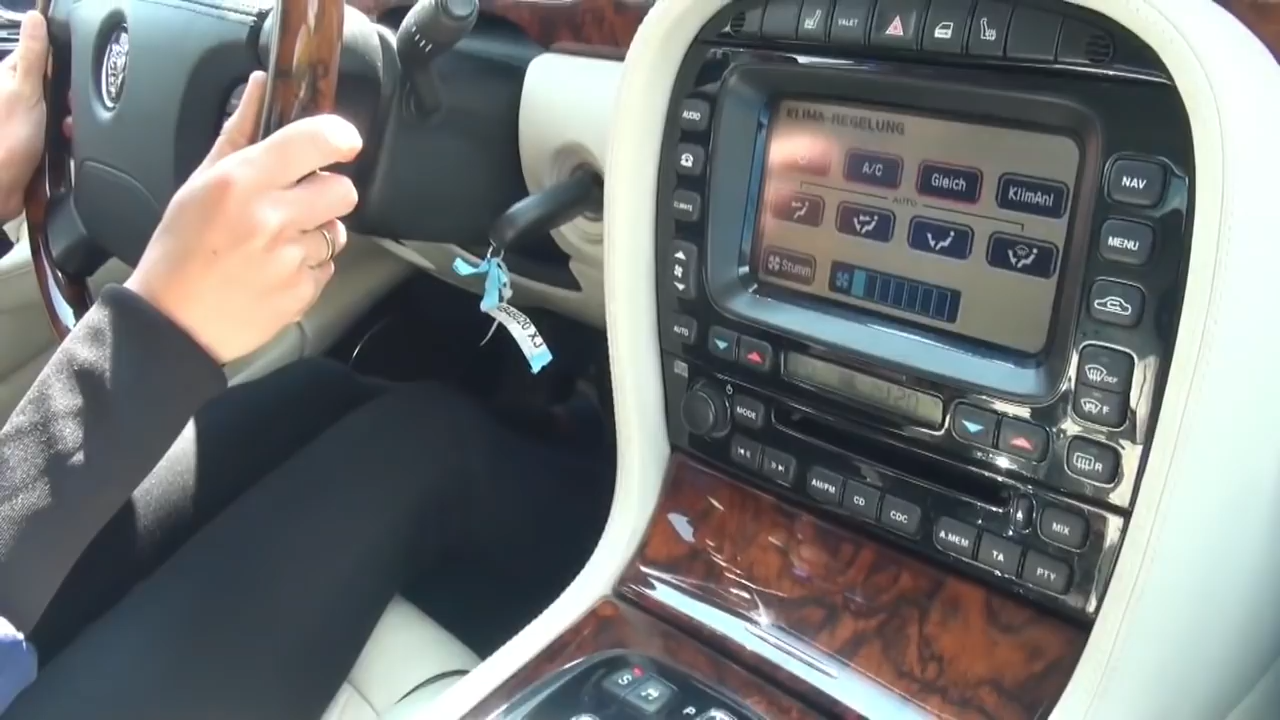 VALET
AUDIO
CLIMATE
AUTO
KLIMA-REGELUNG
A/C
Gleich
KlimAnl
AUTO
Stumm
NAV
MENU
DEF
F
R
MODE
AM/FM
CD
CDC
A.MEM
TA
PTY
MIX
S
P